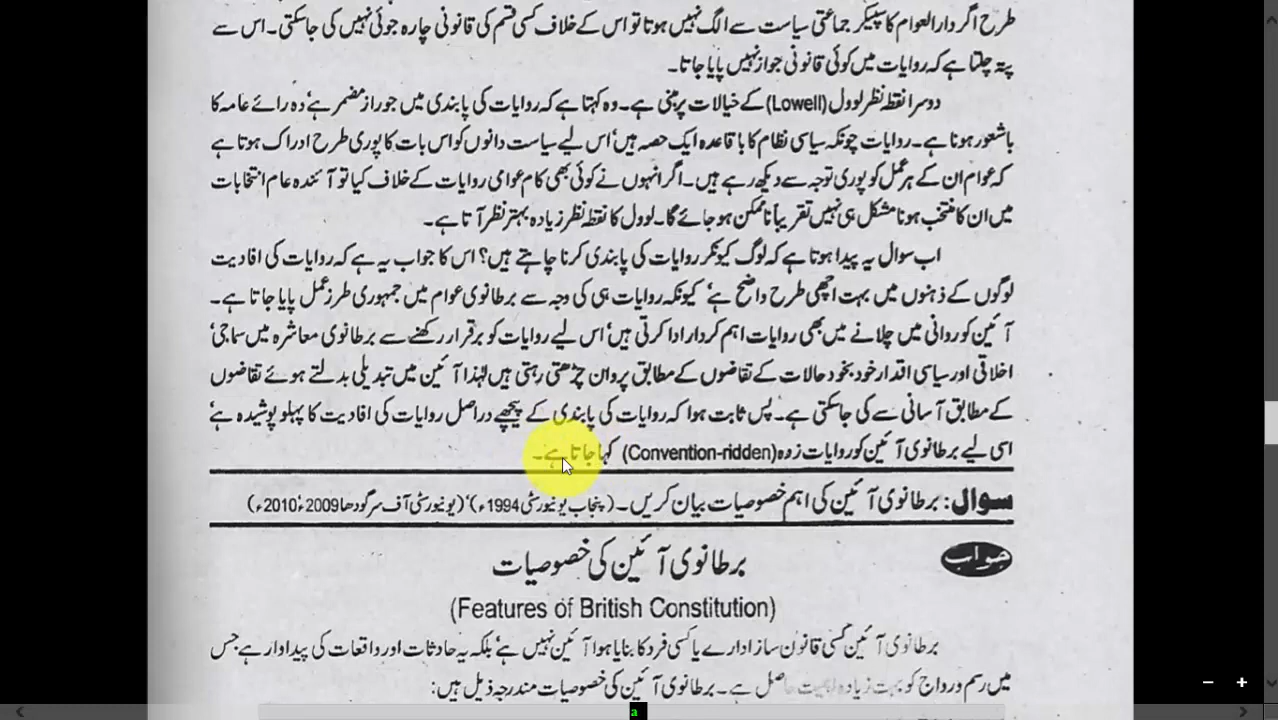 طرح اگر دارالعوام کا سپیکر جماعتی سیاست سے الگ نہیں ہوتا تو اس کے خلاف کسی قسم کی قانونی چارہ جوئی نہیں کی جاسکتی۔ اس سے
پتہ چلتا ہے کہ روایات میں کوئی قانونی جواز نہیں پایا جاتا۔
دوسرا نقطہ نظر لوول (Lowell) کے خیالات پر مبنی ہے۔ وہ کہتا ہے کہ روایات کی پابندی میں جو راز مضمر ہے‘ وہ رائے عامہ کا
باشعور ہونا ہے۔ روایات چونکہ سیاسی نظام کا باقاعدہ ایک حصہ ہیں‘ اس لیے سیاست دانوں کو اس بات کا پوری طرح ادراک ہوتا ہے
کہ عوام ان کے ہر عمل کو پوری توجہ سے دیکھ رہے ہیں۔ اگر انہوں نے کوئی بھی کام عوامی روایات کے خلاف کیا تو آئندہ عام انتخابات
میں ان کا منتخب ہونا مشکل ہی نہیں تقریباً ناممکن ہو جائے گا۔ لوول کا نقطہ نظر زیادہ بہتر نظر آتا ہے۔
اب سوال یہ پیدا ہوتا ہے کہ لوگ کیونکر روایات کی پابندی کرنا چاہتے ہیں؟ اس کا جواب یہ ہے کہ روایات کی افادیت
لوگوں کے ذہنوں میں بہت اچھی طرح واضح ہے‘ کیونکہ روایات ہی کی وجہ سے برطانوی عوام میں جمہوری طرز عمل پایا جاتا ہے۔
آئین کو روانی میں چلانے میں بھی روایات اہم کردار ادا کرتی ہیں‘ اس لیے روایات کو برقرار رکھنے سے برطانوی معاشرہ میں سماجی‘
اخلاقی اور سیاسی اقدار خود بخود حالات کے تقاضوں کے مطابق پروان چڑھتی رہتی ہیں لہٰذا آئین میں تبدیلی بدلتے ہوئے تقاضوں
کے مطابق آسانی سے کی جاسکتی ہے۔ پس ثابت ہوا کہ روایات کی پابندی کے پیچھے دراصل روایات کی افادیت کا پہلو پوشیدہ ہے‘
اسی لیے برطانوی آئین کو روایات زدہ (Convention-ridden) کہا جاتا ہے۔
سوال: برطانوی آئین کی اہم خصوصیات بیان کریں۔ (پنجاب یونیورسٹی 1994ء)‘ (یونیورسٹی آف سرگودھا 2009ء‘ 2010ء)
جواب
برطانوی آئین کی خصوصیات
(Features of British Constitution)
برطانوی آئین کسی قانون ساز ادارے یا کسی فرد کا بنایا ہوا آئین نہیں ہے‘ بلکہ یہ حادثات اور واقعات کی پیداوار ہے جس
میں رسم و رواج کو بہت زیادہ اہمیت حاصل ہے۔ برطانوی آئین کی خصوصیات مندرجہ ذیل ہیں:
a